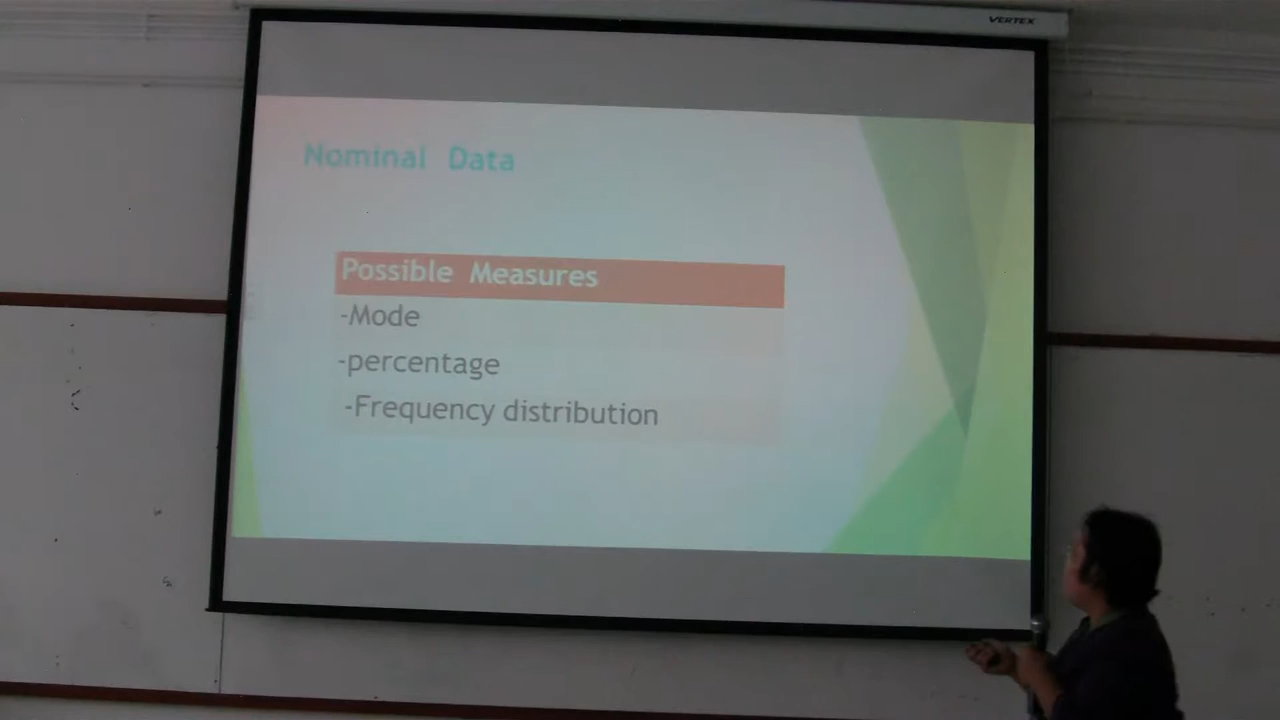 VERTEX
Nominal Data
Possible Measures
-Mode
-percentage
-Frequency distribution